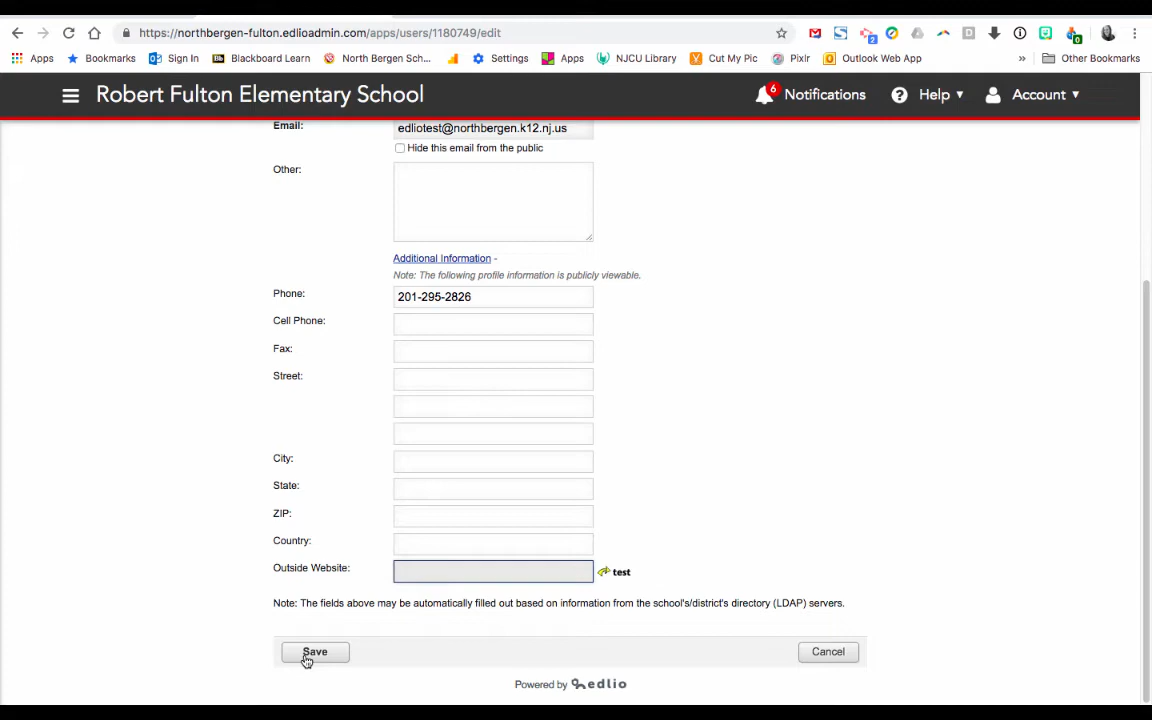 https://northbergen-fulton.edlioadmin.com/apps/users/1180749/edit
2
0
Apps Bookmarks Sign In Blackboard Learn North Bergen Sch... Settings Apps NJCU Library Cut My Pic Pixlr Outlook Web App » Other Bookmarks
Robert Fulton Elementary School 6 Notifications Help ▼ Account ▼
Email: edliotest@northbergen.k12.nj.us
Hide this email from the public
Other:
Additional Information -
Note: The following profile information is publicly viewable.
Phone: 201-295-2826
Cell Phone:
Fax:
Street:
City:
State:
ZIP:
Country:
Outside Website: test
Note: The fields above may be automatically filled out based on information from the school's/district's directory (LDAP) servers.
Save Cancel
Powered by edlio